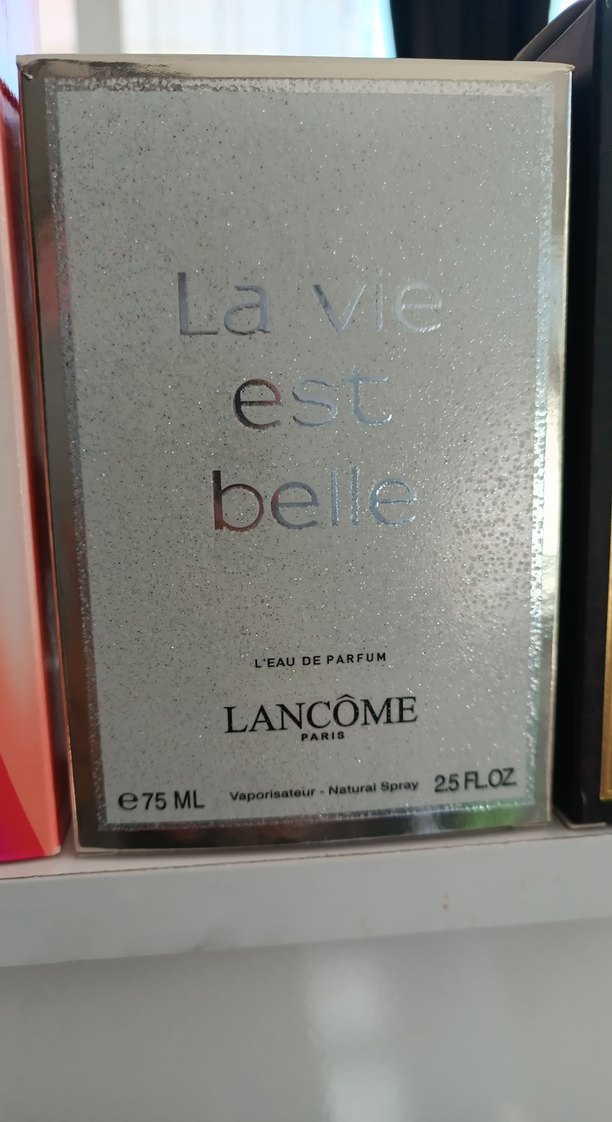 La vie
est
belle
L'EAU DE PARFUM
LANCÔME
PARIS
℮75 ML Vaporisateur - Natural Spray 2.5 FL.OZ.